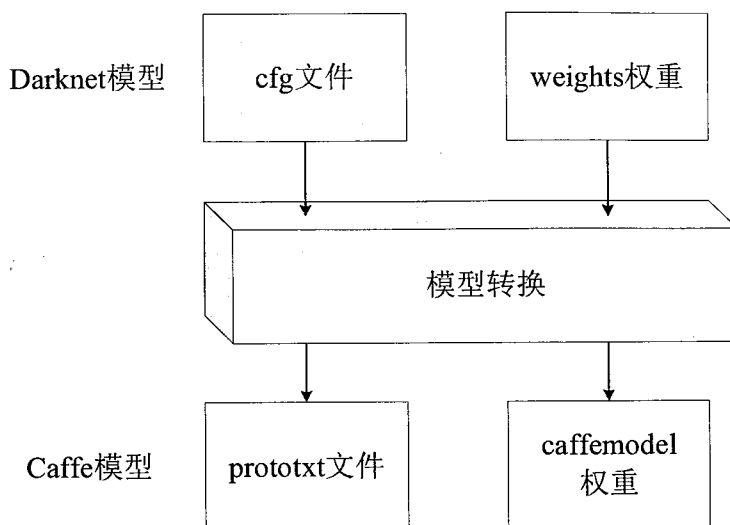 Darknet模型
cfg文件
weights权重
模型转换
Caffe模型
prototxt文件
caffemodel
权重